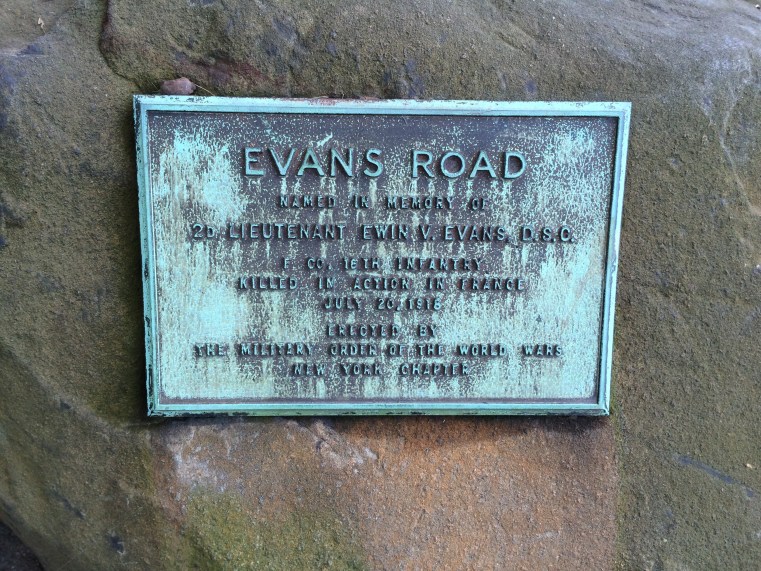 EVANS ROAD
NAMED IN MEMORY OF
2D LIEUTENANT EWIN V. EVANS, D.S.C.
F CO. 16TH INFANTRY
KILLED IN ACTION IN FRANCE
JULY 20, 1918
ERECTED BY
THE MILITARY ORDER OF THE WORLD WARS
NEW YORK CHAPTER